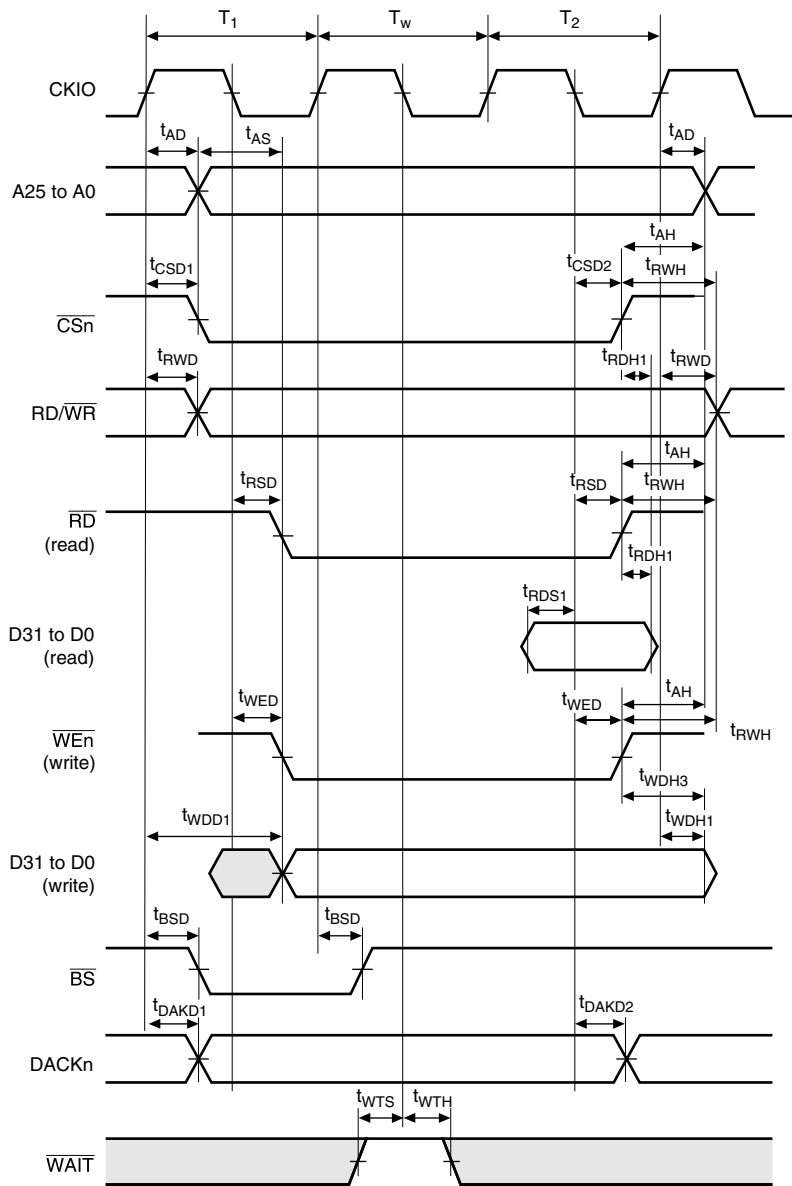 T1 Tw T2
CKIO
tAD tAS tAD
A25 to A0
tAH
tCSD1 tCSD2 tRWH
CSn
tRWD tRDH1 tRWD
RD/WR
tAH
tRSD tRSD tRWH
RD
(read)
tRDH1
tRDS1
D31 to D0
(read)
tWED tWED tAH
tRWH
WEn
(write)
tWDH3
tWDD1 tWDH1
D31 to D0
(write)
tBSD tBSD
BS
tDAKD1 tDAKD2
DACKn
tWTS tWTH
WAIT